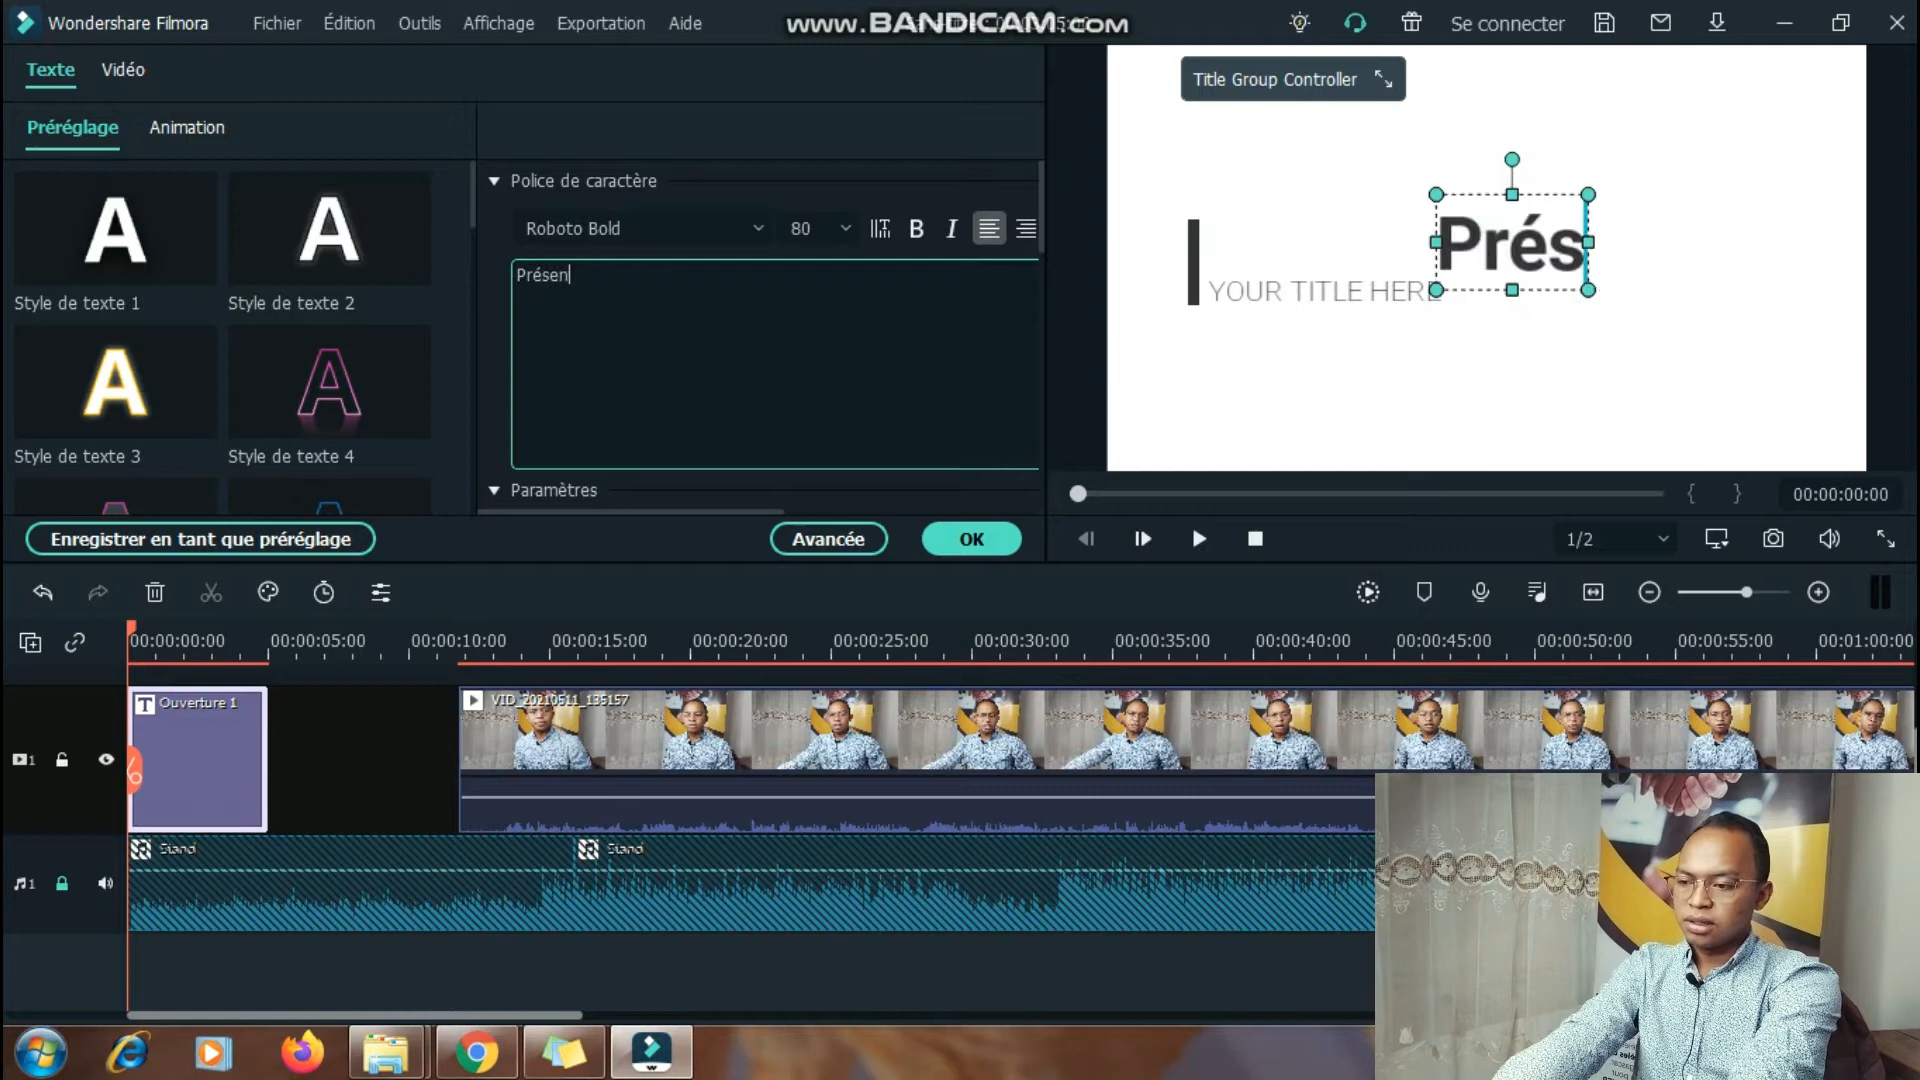 Wondershare Filmora
Fichier
Édition
Outils
Affichage
Exportation
Aide
www.BANDICAM.com
Se connecter
Texte
Vidéo
Title Group Controller
Préréglage
Animation
Police de caractère
Roboto Bold
80
B
I
Présen
Prés
YOUR TITLE HERE
A
A
Style de texte 1
Style de texte 2
A
A
Style de texte 3
Style de texte 4
Paramètres
00:00:00:00
Enregistrer en tant que préréglage
Avancée
OK
1/2
00:00:00:00
00:00:05:00
00:00:10:00
00:00:15:00
00:00:20:00
00:00:25:00
00:00:30:00
00:00:35:00
00:00:40:00
00:00:45:00
00:00:50:00
00:00:55:00
00:01:00:00
T Ouverture 1
VID_20210511_135157
1
Stand
Stand
1